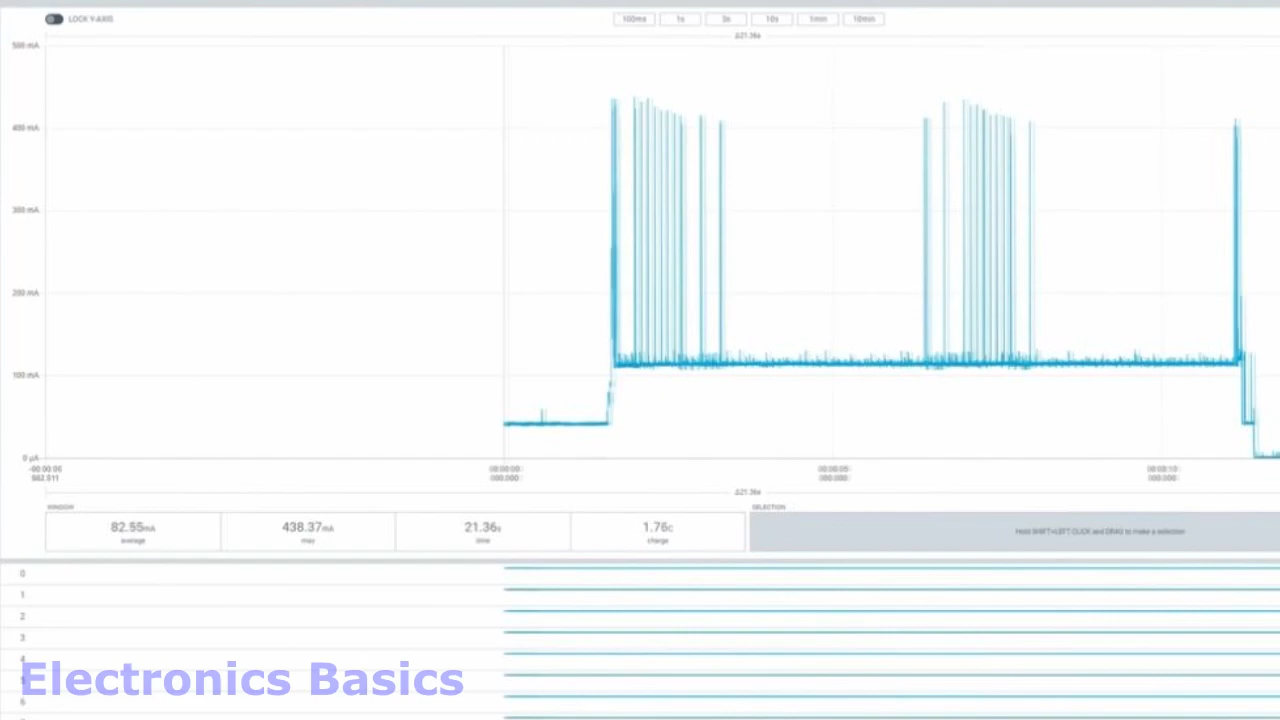 LOCK Y-AXIS
100ms 1s 3s 10s 1min 10min
Δ21.36s
500 mA
400 mA
300 mA
200 mA
100 mA
0 µA
00:00:00 00:00:05 00:00:10
000.000 000.000 000.000
Δ21.36s
WINDOW SELECTION
82.55mA 438.37mA 21.36s 1.76C
average max time charge
Hold SHIFT+LEFT CLICK and DRAG to make a selection
0
1
2
3
4
Electronics Basics
6